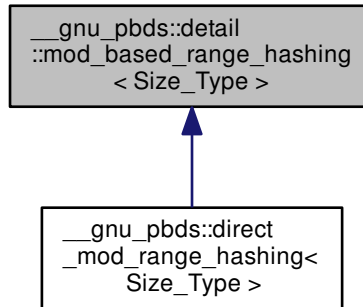 __gnu_pbds::detail
::mod_based_range_hashing
< Size_Type >
__gnu_pbds::direct
_mod_range_hashing<
Size_Type >